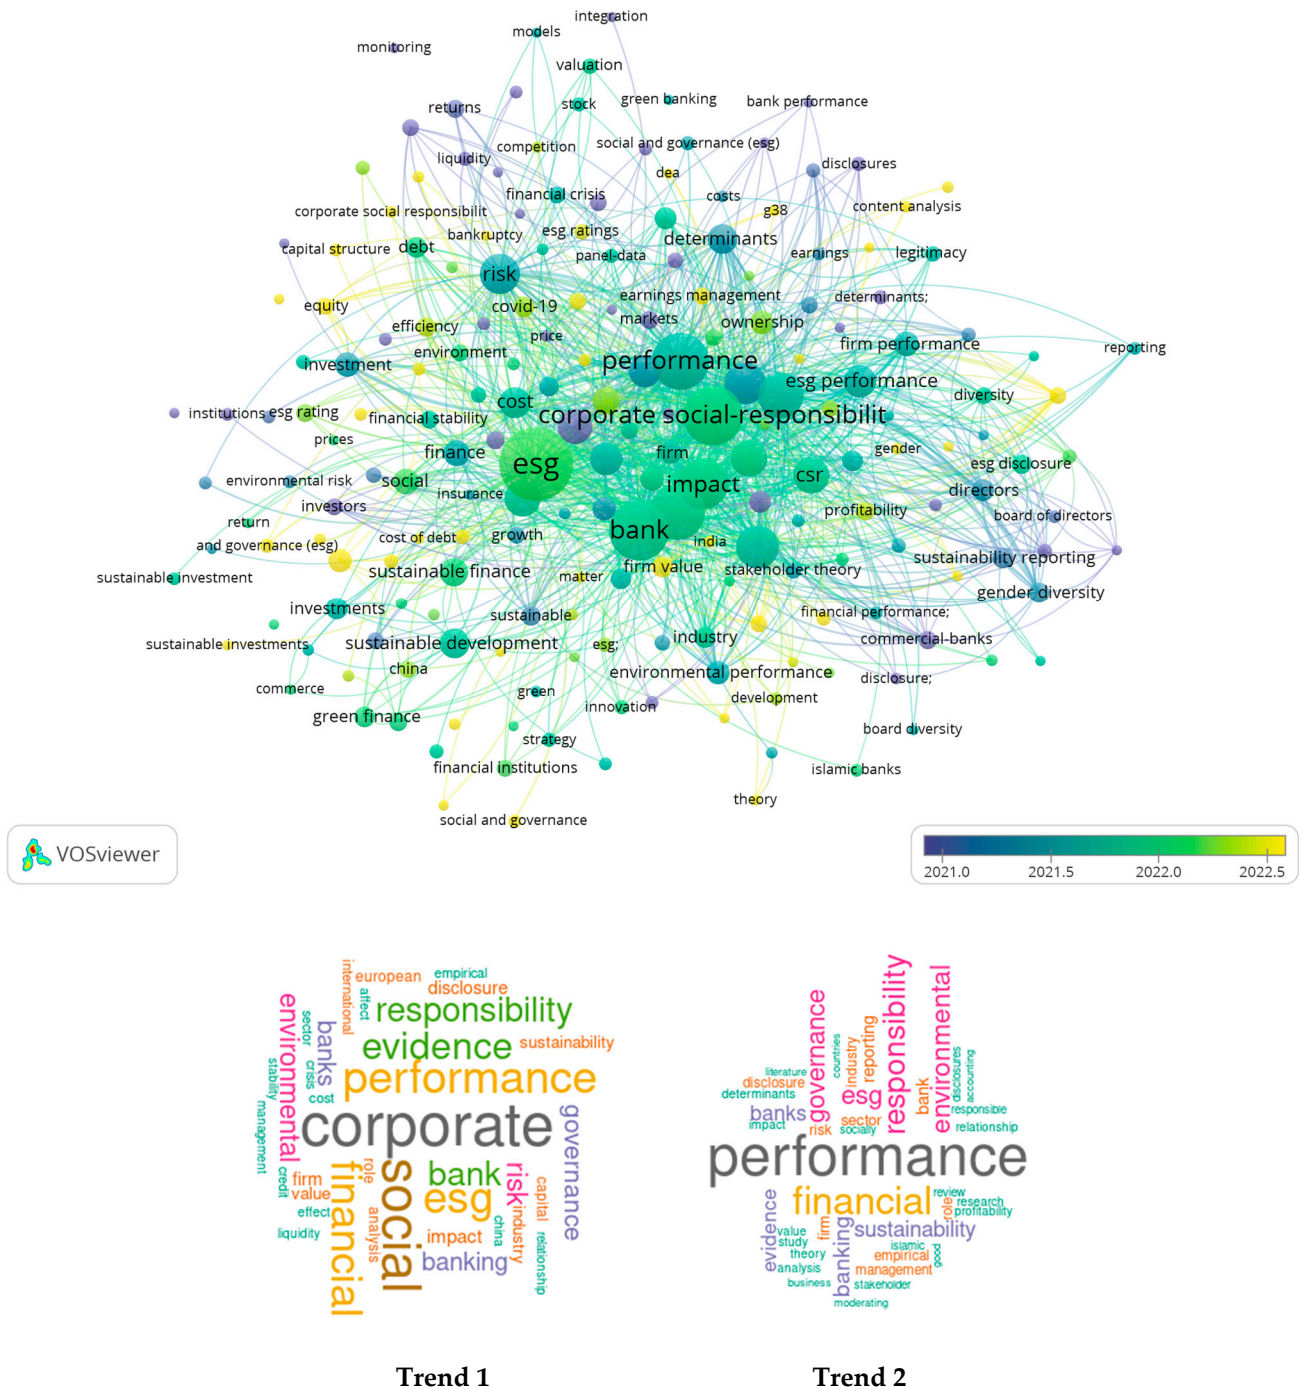 integration
models
monitoring
valuation
returns
stock
green banking
bank performance
competition
social and governance (esg)
liquidity
dea
disclosures
financial crisis
costs
corporate social responsibilit
g38
content analysis
bankruptcy
esg ratings
determinants
capital structure
debt
panel-data
earnings
legitimacy
risk
equity
covid-19
earnings management
determinants;
efficiency
markets
ownership
price
environment
firm performance
reporting
investment
performance
esg performance
cost
diversity
institutions
esg rating
financial stability
corporate social-responsibilit
prices
finance
firm
gender
esg
esg disclosure
environmental risk
social
insurance
impact
csr
directors
investors
profitability
board of directors
return
growth
bank
india
and governance (esg)
cost of debt
sustainability reporting
sustainable investment
sustainable finance
matter
firm value
stakeholder theory
gender diversity
investments
sustainable
financial performance;
sustainable investments
sustainable development
esg;
industry
commercial-banks
china
environmental performance
disclosure;
commerce
green
innovation
development
green finance
strategy
board diversity
financial institutions
islamic banks
theory
social and governance
VOSviewer
2021.0
2021.5
2022.0
2022.5
international
european
empirical
disclosure
affect
responsibility
environmental
sector
banks
evidence
sustainability
stability
crisis
cost
performance
management
corporate
governance
credit
firm
value
effect
liquidity
financial
role
analysis
social
bank
esg
risk
industry
capital
impact
china
banking
relationship
governance
countries
industry
reporting
responsibility
environmental
literature
disclosure
determinants
esg
bank
disclosures
accounting
banks
impact
risk
sector
socially
responsible
relationship
performance
financial
review
research
role
profitability
evidence
value
study
theory
analysis
business
firm
banking
sustainability
islamic
empirical
good
management
stakeholder
moderating
Trend 1
Trend 2